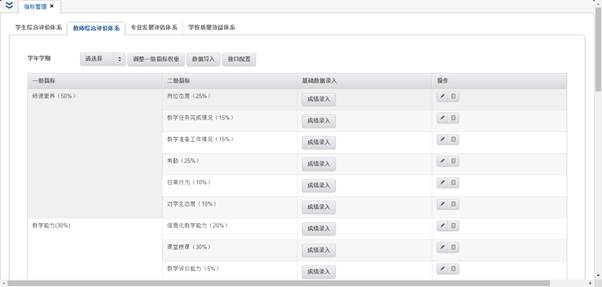 指标管理
学生综合评价体系 教师综合评价体系 专业发展评估体系 学校质量效益体系
学年学期 请选择 调整一级指标权重 数据导入 接口配置
一级指标 二级指标 基础数据录入 操作
师德素养（50%） 岗位态度（25%） 成绩录入
教学任务完成情况（15%） 成绩录入
教学准备工作情况（15%） 成绩录入
考勤（25%） 成绩录入
日常行为（10%） 成绩录入
对学生态度（10%） 成绩录入
教学能力(30%) 信息化教学能力（20%） 成绩录入
课堂授课（30%） 成绩录入
教学评价能力（5%） 成绩录入